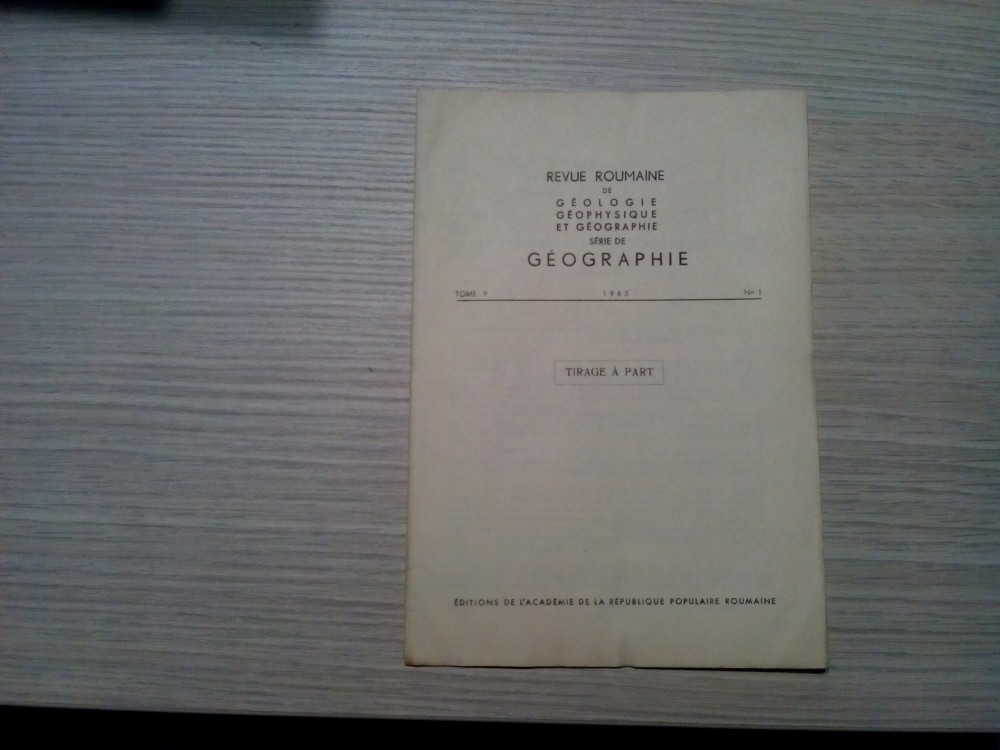 REVUE ROUMAINE
DE
GÉOLOGIE
GÉOPHYSIQUE
ET GÉOGRAPHIE
SÉRIE DE
GÉOGRAPHIE
TOME 9 1965 Nº 1
TIRAGE À PART
ÉDITIONS DE L'ACADÉMIE DE LA RÉPUBLIQUE POPULAIRE ROUMAINE